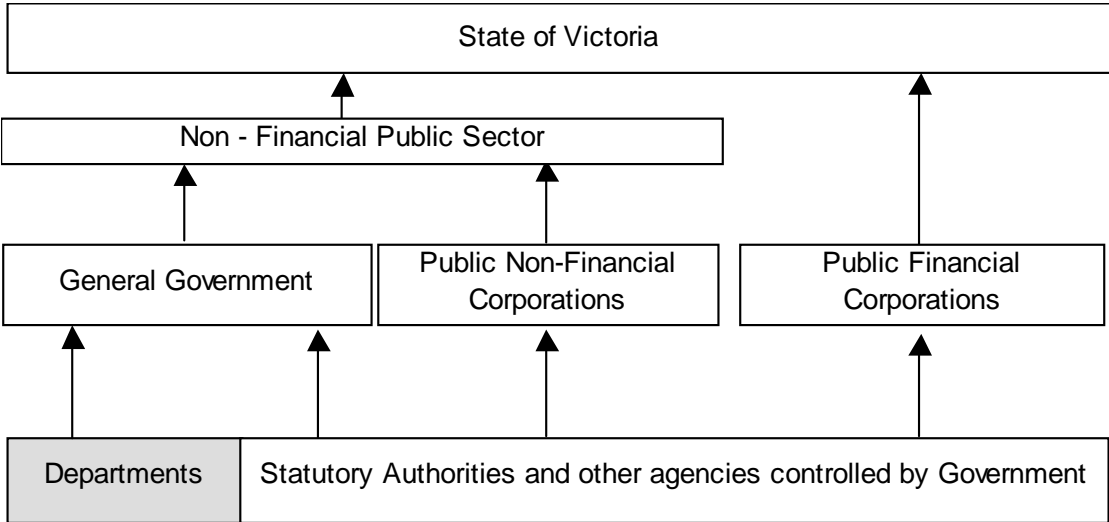 State of Victoria
Non - Financial Public Sector
General Government
Public Non-Financial
Corporations
Public Financial
Corporations
Departments
Statutory Authorities and other agencies controlled by Government